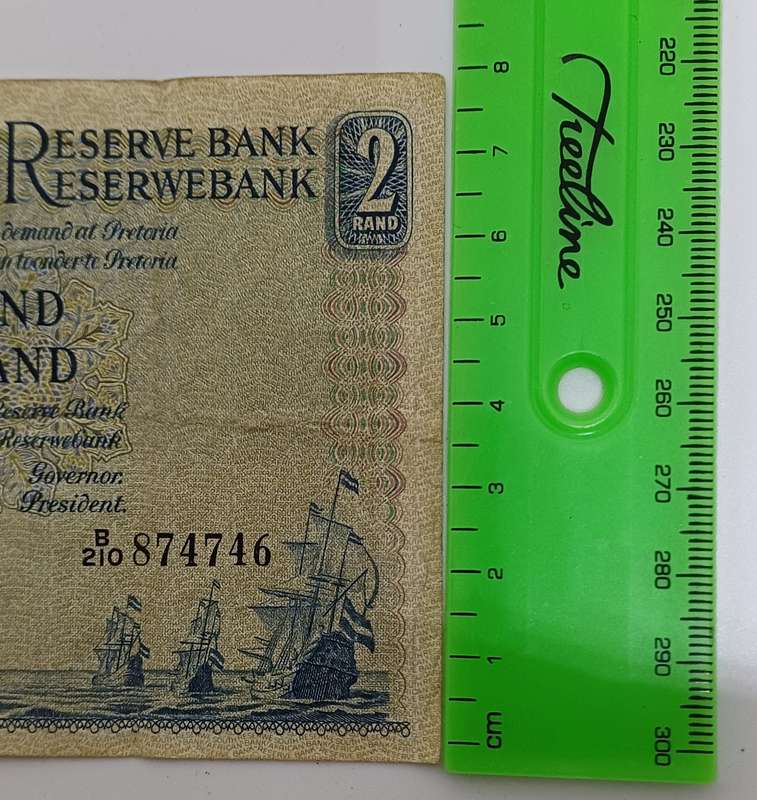 RESERVE BANK
RESERWEBANK
2
RAND
demand at Pretoria
toonder te Pretoria
ND
AND
Reserve Bank
Reserwebank
Governor.
President.
B
210 874746
8
7
6
5
4
3
2
1
cm
Treeline
220
230
240
250
260
270
280
290
300